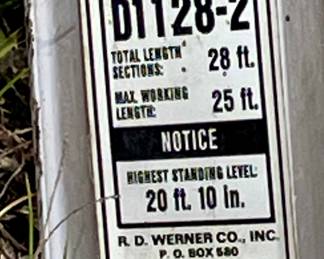 D1128-2
TOTAL LENGTH SECTIONS: 28 ft.
MAX. WORKING LENGTH: 25 ft.
NOTICE
HIGHEST STANDING LEVEL:
20 ft. 10 In.
R. D. WERNER CO., INC.
P. O. BOX 580